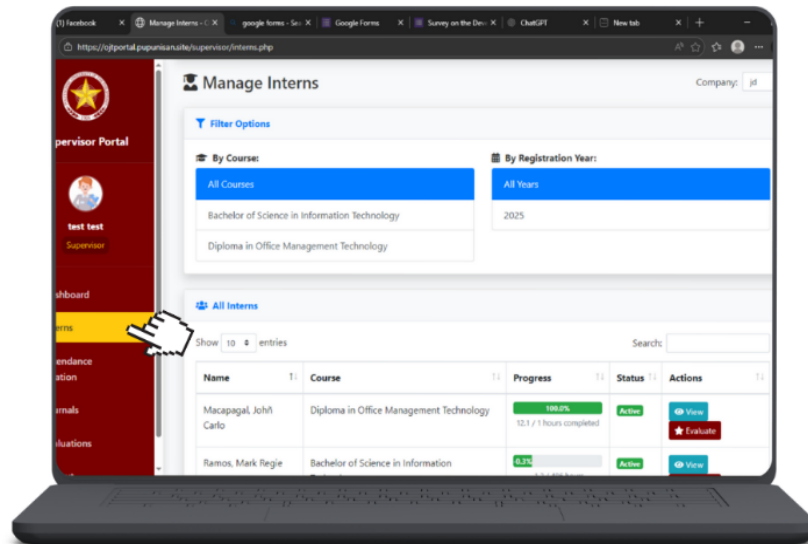 (1) Facebook
Manage Interns - C
google forms - Sea
Google Forms
Survey on the Deve
ChatGPT
New tab
https://ojtportal.pupunisan.site/supervisor/interns.php
Manage Interns
Company: jd
pervisor Portal
Filter Options
By Course:
By Registration Year:
All Courses
All Years
Bachelor of Science in Information Technology
2025
Diploma in Office Management Technology
test test
Supervisor
shboard
erns
endance
ation
urnals
luations
All Interns
Show 10 entries
Search:
Name
Course
Progress
Status
Actions
Macapagal, Johñ
Carlo
Diploma in Office Management Technology
100.0%
12.1 / 1 hours completed
Active
View
Evaluate
Ramos, Mark Regie
Bachelor of Science in Information
-0.3%
Active
View